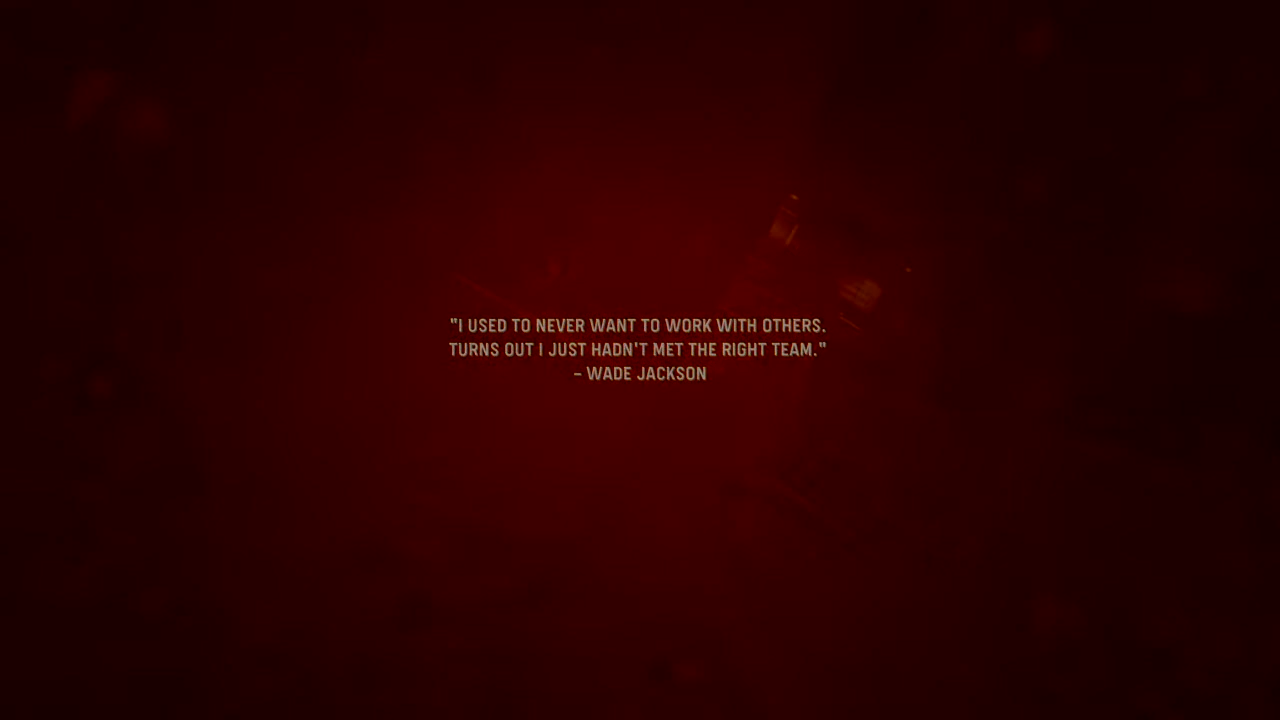 "I USED TO NEVER WANT TO WORK WITH OTHERS.
TURNS OUT I JUST HADN'T MET THE RIGHT TEAM."
– WADE JACKSON